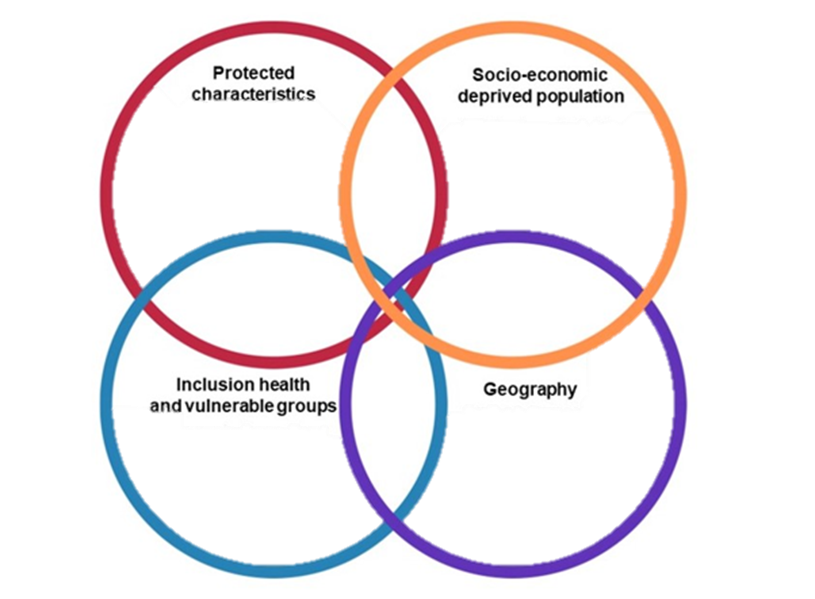 Protected
characteristics
Socio-economic
deprived population
Inclusion health
and vulnerable groups
Geography